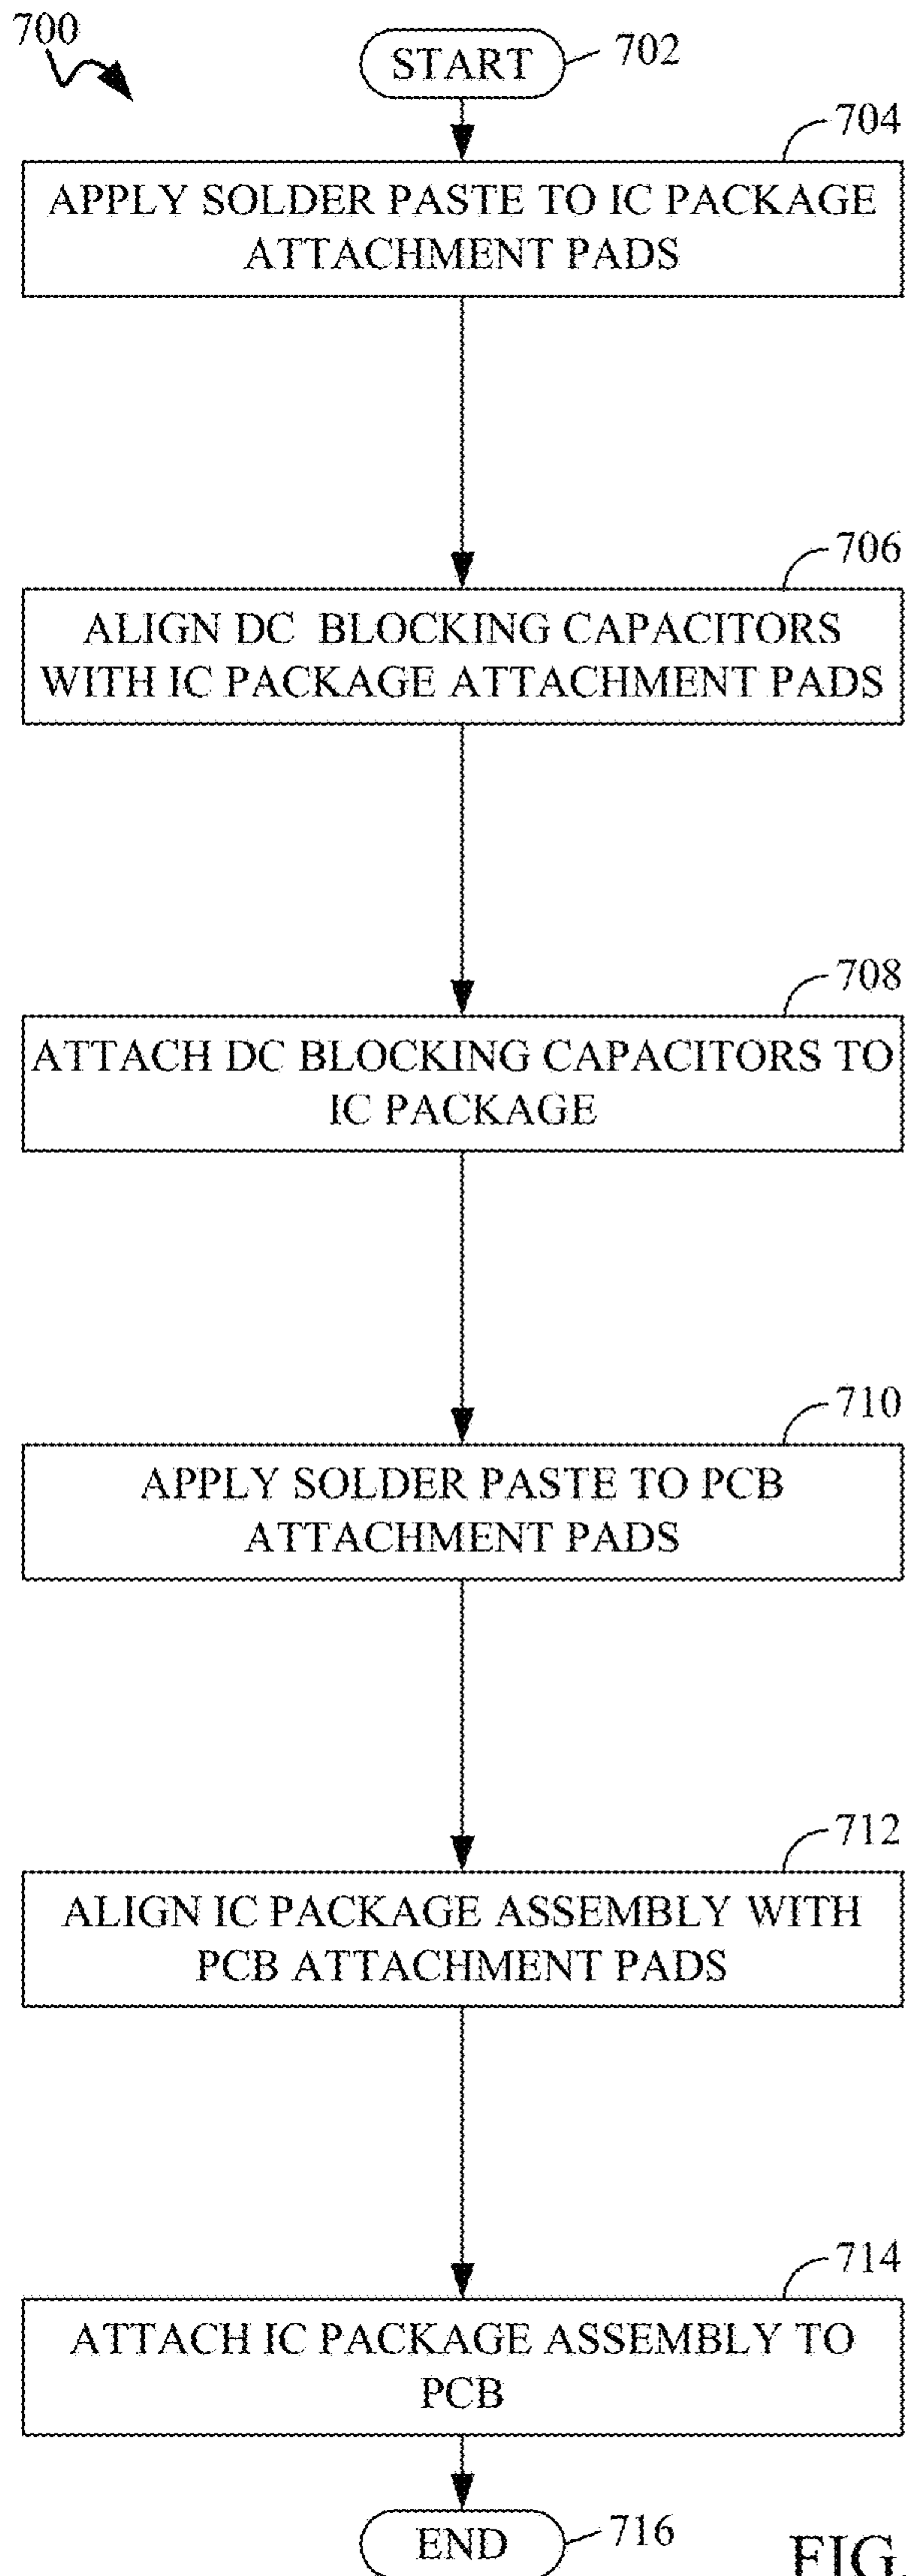 700
START
702
704
APPLY SOLDER PASTE TO IC PACKAGE
ATTACHMENT PADS
706
ALIGN DC BLOCKING CAPACITORS
WITH IC PACKAGE ATTACHMENT PADS
708
ATTACH DC BLOCKING CAPACITORS TO
IC PACKAGE
710
APPLY SOLDER PASTE TO PCB
ATTACHMENT PADS
712
ALIGN IC PACKAGE ASSEMBLY WITH
PCB ATTACHMENT PADS
714
ATTACH IC PACKAGE ASSEMBLY TO
PCB
END
716
FIG.